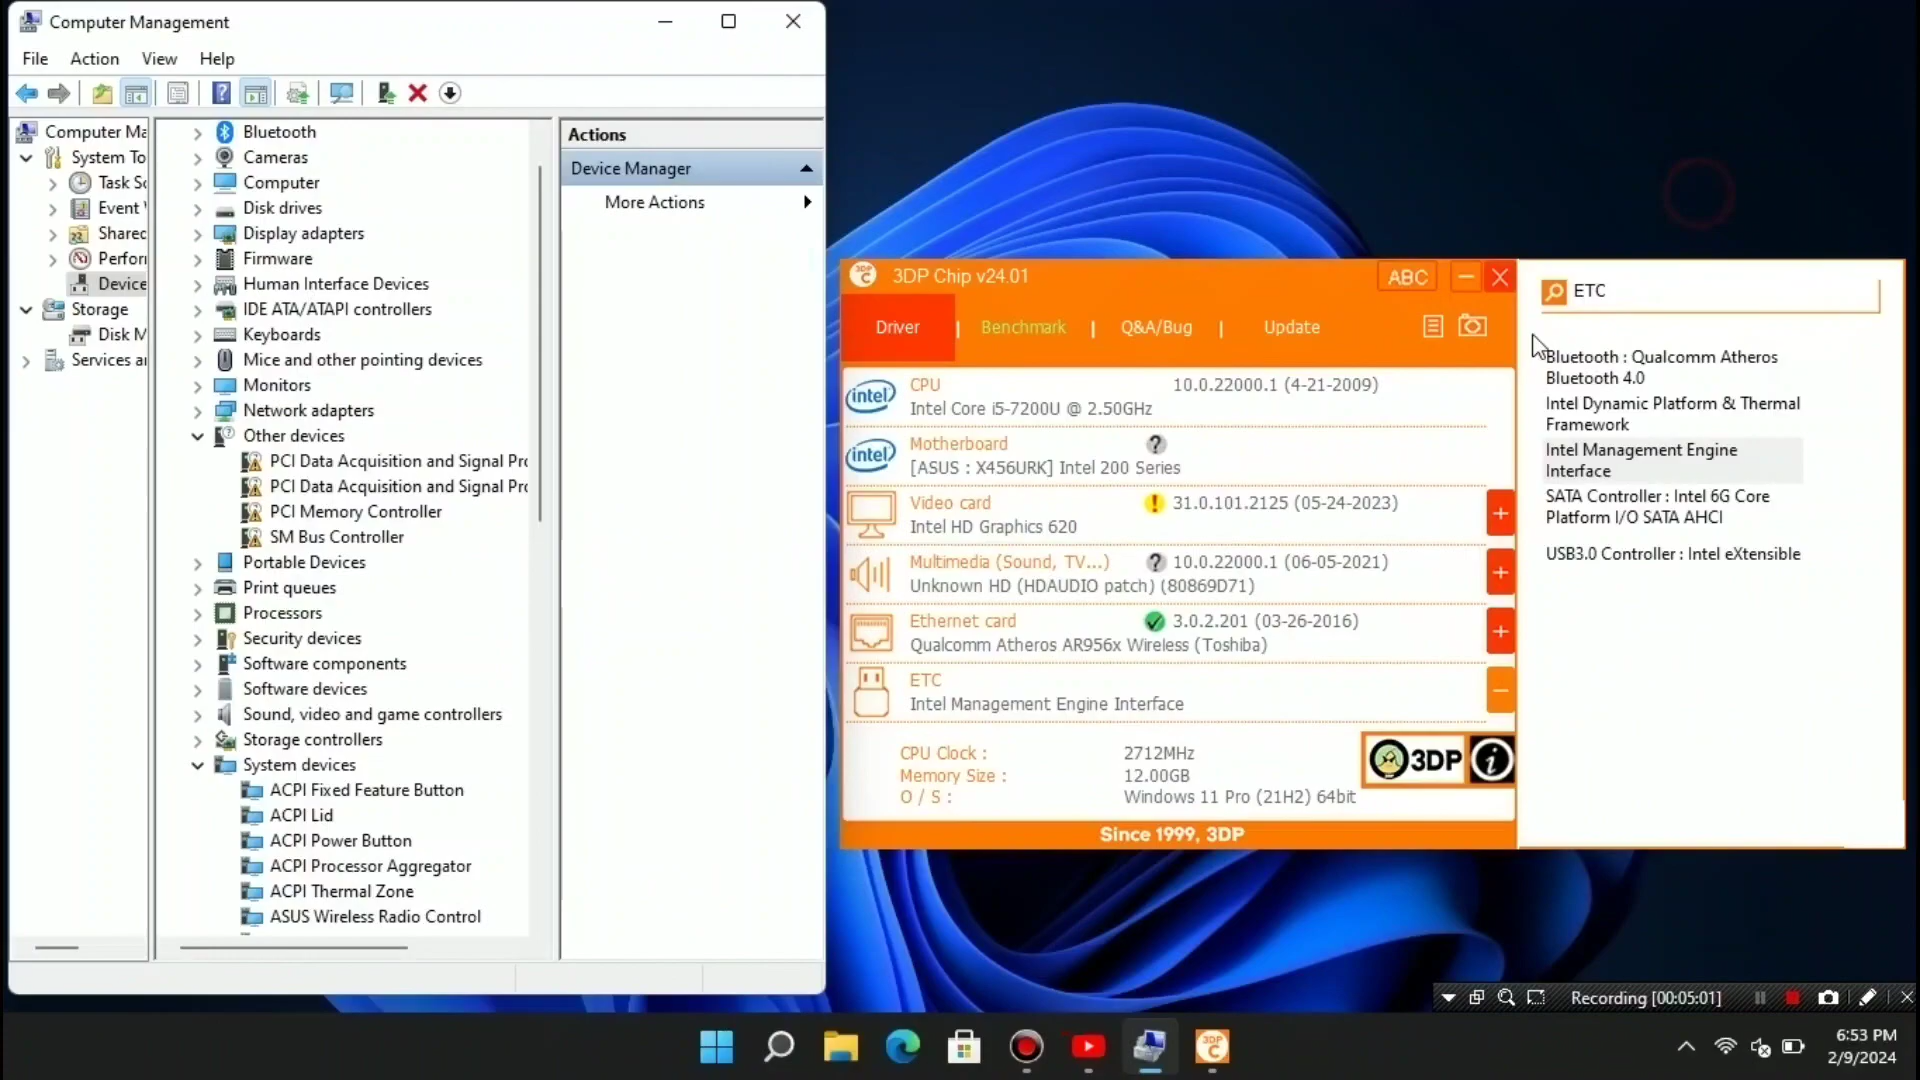 Computer Management
File Action View Help
Computer Ma
System To
Task Sc
Event
Shared
Perfor
Device
Storage
Disk M
Services a
Bluetooth
Cameras
Computer
Disk drives
Display adapters
Firmware
Human Interface Devices
IDE ATA/ATAPI controllers
Keyboards
Mice and other pointing devices
Monitors
Network adapters
Other devices
PCI Data Acquisition and Signal Pro
PCI Data Acquisition and Signal Pro
PCI Memory Controller
SM Bus Controller
Portable Devices
Print queues
Processors
Security devices
Software components
Software devices
Sound, video and game controllers
Storage controllers
System devices
ACPI Fixed Feature Button
ACPI Lid
ACPI Power Button
ACPI Processor Aggregator
ACPI Thermal Zone
ASUS Wireless Radio Control
Actions
Device Manager
More Actions
3DP Chip v24.01 ABC
Driver | Benchmark | Q&A/Bug | Update
intel
CPU 10.0.22000.1 (4-21-2009)
Intel Core i5-7200U @ 2.50GHz
intel
Motherboard ?
[ASUS : X456URK] Intel 200 Series
Video card ! 31.0.101.2125 (05-24-2023)
Intel HD Graphics 620
Multimedia (Sound, TV...) ? 10.0.22000.1 (06-05-2021)
Unknown HD (HDAUDIO patch) (80869D71)
Ethernet card 3.0.2.201 (03-26-2016)
Qualcomm Atheros AR956x Wireless (Toshiba)
ETC
Intel Management Engine Interface
CPU Clock : 2712MHz
Memory Size : 12.00GB
O / S : Windows 11 Pro (21H2) 64bit
3DP i
Since 1999, 3DP
ETC
Bluetooth : Qualcomm Atheros
Bluetooth 4.0
Intel Dynamic Platform & Thermal
Framework
Intel Management Engine
Interface
SATA Controller : Intel 6G Core
Platform I/O SATA AHCI
USB3.0 Controller : Intel eXtensible
Recording [00:05:01]
3DP
C
6:53 PM
2/9/2024